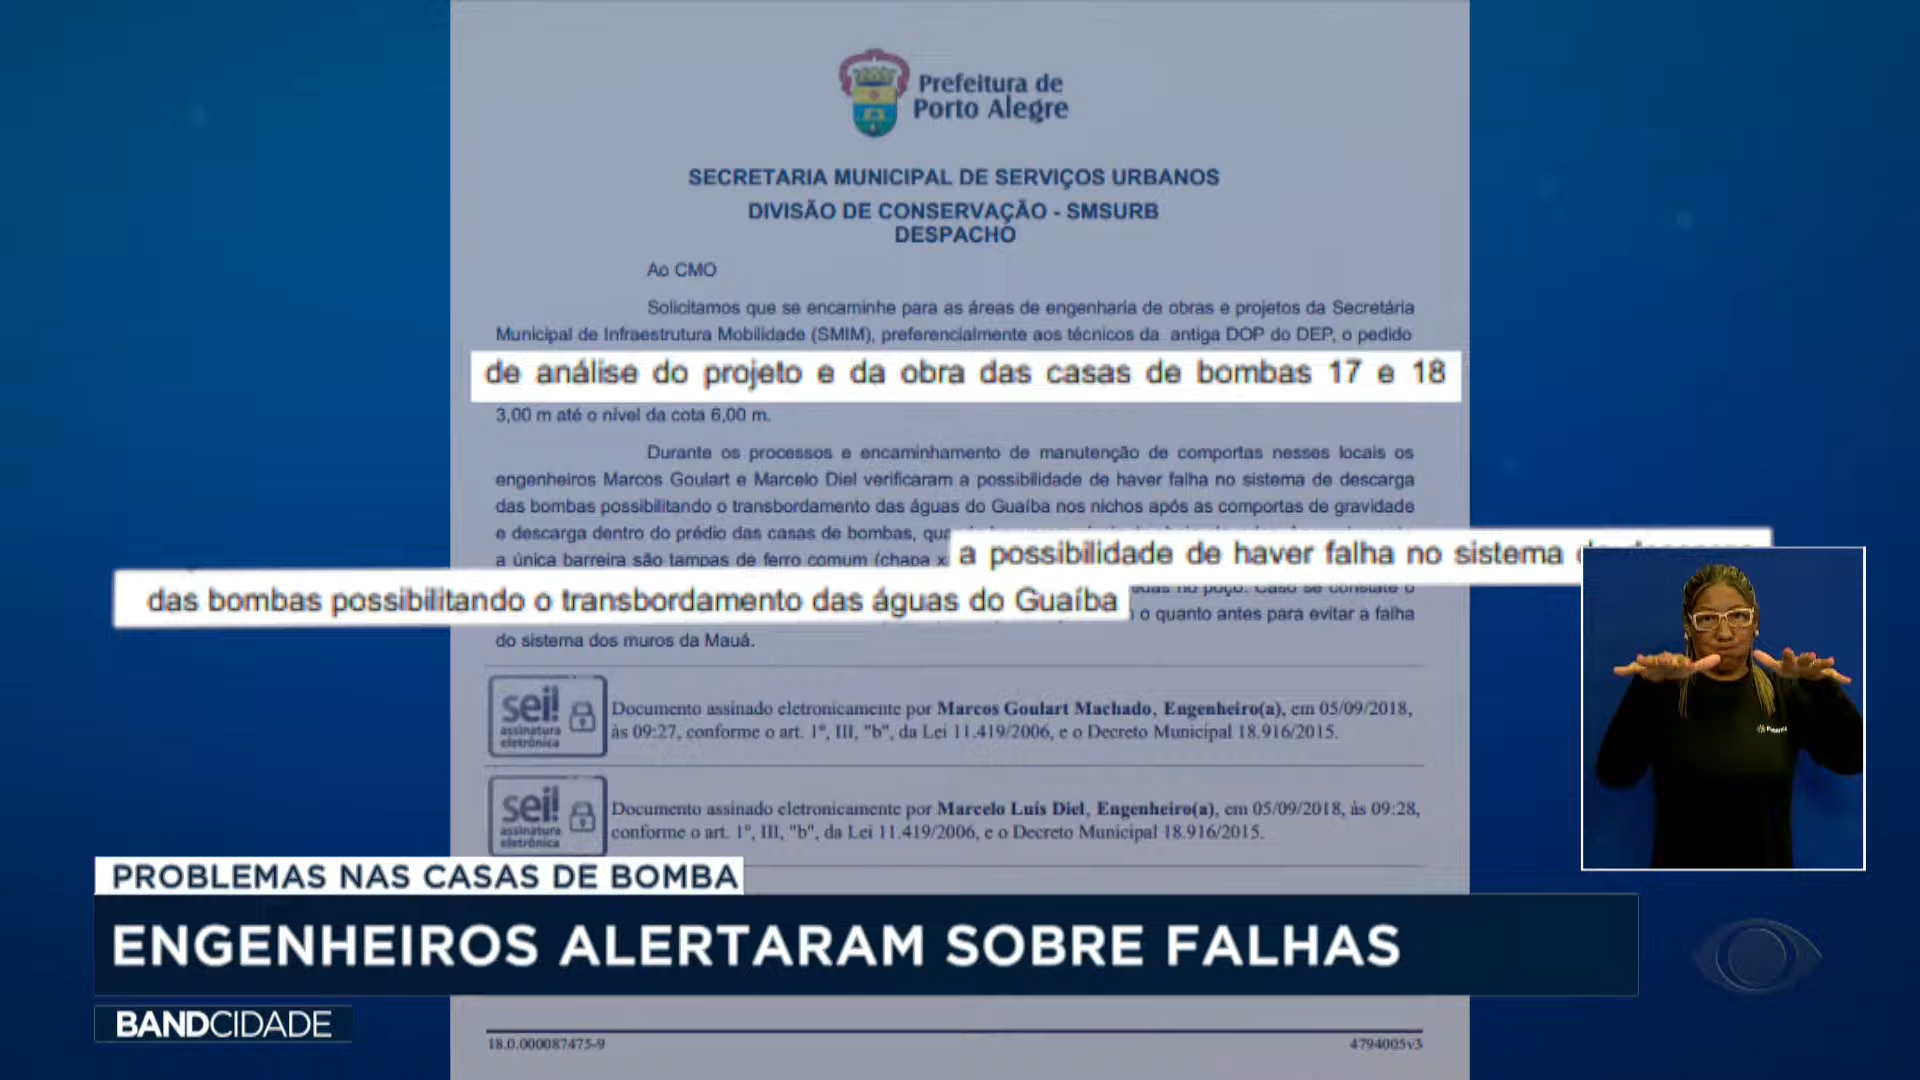 Prefeitura de
Porto Alegre
SECRETARIA MUNICIPAL DE SERVIÇOS URBANOS
DIVISÃO DE CONSERVAÇÃO - SMSURB
DESPACHO
Ao CMO
Solicitamos que se encaminhe para as áreas de engenharia de obras e projetos da Secretária
Municipal de Infraestrutura Mobilidade (SMIM), preferencialmente aos técnicos da antiga DOP do DEP, o pedido
de análise do projeto e da obra das casas de bombas 17 e 18
3,00 m até o nível da cota 6,00 m.
Durante os processos e encaminhamento de manutenção de comportas nesses locais os
engenheiros Marcos Goulart e Marcelo Diel verificaram a possibilidade de haver falha no sistema de descarga
das bombas possibilitando o transbordamento das águas do Guaíba nos nichos após as comportas de gravidade
e descarga dentro do prédio das casas de bombas,
a única barreira são tampas de ferro comum (chapa
a possibilidade de haver falha no sistema
das bombas possibilitando o transbordamento das águas do Guaíba
no poço. Caso se constate o
o quanto antes para evitar a falha
do sistema dos muros da Mauá.
sei!
assinatura
eletrônica
Documento assinado eletronicamente por Marcos Goulart Machado, Engenheiro(a), em 05/09/2018,
às 09:27, conforme o art. 1º, III, "b", da Lei 11.419/2006, e o Decreto Municipal 18.916/2015.
sei!
assinatura
eletrônica
Documento assinado eletronicamente por Marcelo Luis Diel, Engenheiro(a), em 05/09/2018, às 09:28,
conforme o art. 1º, III, "b", da Lei 11.419/2006, e o Decreto Municipal 18.916/2015.
PROBLEMAS NAS CASAS DE BOMBA
ENGENHEIROS ALERTARAM SOBRE FALHAS
BANDCIDADE
18.0.000087475-9
4794005v3